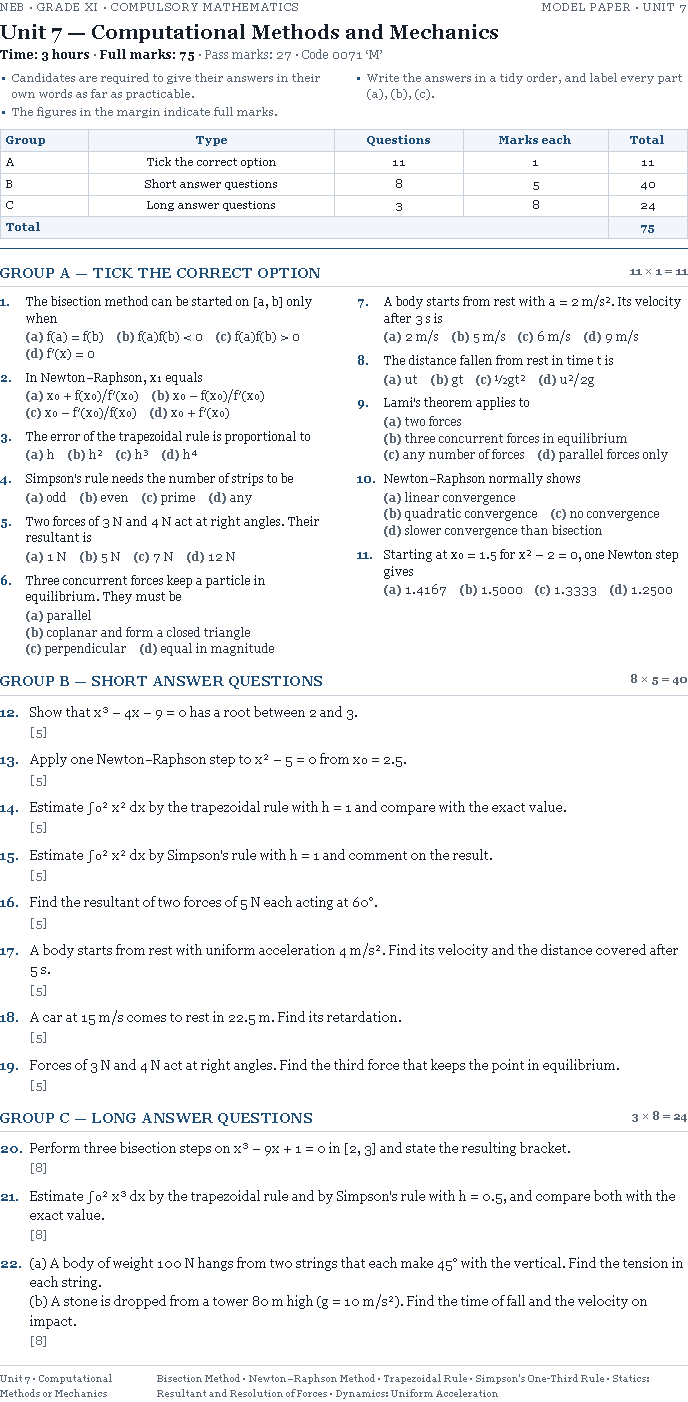 NEB · GRADE XI · COMPULSORY MATHEMATICS
MODEL PAPER · UNIT 7
Unit 7 — Computational Methods and Mechanics
Time: 3 hours · Full marks: 75 · Pass marks: 27 · Code 0071 ‘M’
• Candidates are required to give their answers in their
own words as far as practicable.
• The figures in the margin indicate full marks.
• Write the answers in a tidy order, and label every part
(a), (b), (c).
Group Type Questions Marks each Total
A Tick the correct option 11 1 11
B Short answer questions 8 5 40
C Long answer questions 3 8 24
Total 75
GROUP A — TICK THE CORRECT OPTION 11 × 1 = 11
1. The bisection method can be started on [a, b] only
when
(a) f(a) = f(b) (b) f(a)f(b) < 0 (c) f(a)f(b) > 0
(d) f′(x) = 0
2. In Newton–Raphson, x₁ equals
(a) x₀ + f(x₀)/f′(x₀) (b) x₀ − f(x₀)/f′(x₀)
(c) x₀ − f′(x₀)/f(x₀) (d) x₀ + f′(x₀)
3. The error of the trapezoidal rule is proportional to
(a) h (b) h² (c) h³ (d) h⁴
4. Simpson's rule needs the number of strips to be
(a) odd (b) even (c) prime (d) any
5. Two forces of 3 N and 4 N act at right angles. Their
resultant is
(a) 1 N (b) 5 N (c) 7 N (d) 12 N
6. Three concurrent forces keep a particle in
equilibrium. They must be
(a) parallel
(b) coplanar and form a closed triangle
(c) perpendicular (d) equal in magnitude
7. A body starts from rest with a = 2 m/s². Its velocity
after 3 s is
(a) 2 m/s (b) 5 m/s (c) 6 m/s (d) 9 m/s
8. The distance fallen from rest in time t is
(a) ut (b) gt (c) ½gt² (d) u²/2g
9. Lami's theorem applies to
(a) two forces
(b) three concurrent forces in equilibrium
(c) any number of forces (d) parallel forces only
10. Newton–Raphson normally shows
(a) linear convergence
(b) quadratic convergence (c) no convergence
(d) slower convergence than bisection
11. Starting at x₀ = 1.5 for x² − 2 = 0, one Newton step
gives
(a) 1.4167 (b) 1.5000 (c) 1.3333 (d) 1.2500
GROUP B — SHORT ANSWER QUESTIONS 8 × 5 = 40
12. Show that x³ − 4x − 9 = 0 has a root between 2 and 3.
[5]
13. Apply one Newton–Raphson step to x² − 5 = 0 from x₀ = 2.5.
[5]
14. Estimate ∫₀² x² dx by the trapezoidal rule with h = 1 and compare with the exact value.
[5]
15. Estimate ∫₀² x² dx by Simpson's rule with h = 1 and comment on the result.
[5]
16. Find the resultant of two forces of 5 N each acting at 60°.
[5]
17. A body starts from rest with uniform acceleration 4 m/s². Find its velocity and the distance covered after
5 s.
[5]
18. A car at 15 m/s comes to rest in 22.5 m. Find its retardation.
[5]
19. Forces of 3 N and 4 N act at right angles. Find the third force that keeps the point in equilibrium.
[5]
GROUP C — LONG ANSWER QUESTIONS 3 × 8 = 24
20. Perform three bisection steps on x³ − 9x + 1 = 0 in [2, 3] and state the resulting bracket.
[8]
21. Estimate ∫₀² x³ dx by the trapezoidal rule and by Simpson's rule with h = 0.5, and compare both with the
exact value.
[8]
22. (a) A body of weight 100 N hangs from two strings that each make 45° with the vertical. Find the tension in
each string.
(b) A stone is dropped from a tower 80 m high (g = 10 m/s²). Find the time of fall and the velocity on
impact.
[8]
Unit 7 · Computational
Methods or Mechanics
Bisection Method · Newton–Raphson Method · Trapezoidal Rule · Simpson's One-Third Rule · Statics:
Resultant and Resolution of Forces · Dynamics: Uniform Acceleration